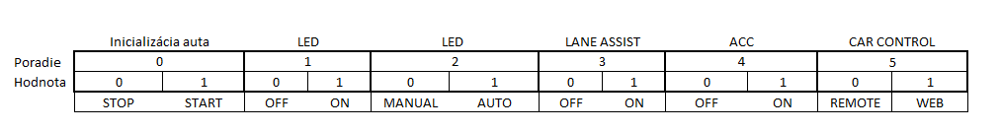 Inicializácia auta LED LED LANE ASSIST ACC CAR CONTROL
Poradie 0 1 2 3 4 5
Hodnota 0 1 0 1 0 1 0 1 0 1 0 1
STOP START OFF ON MANUAL AUTO OFF ON OFF ON REMOTE WEB